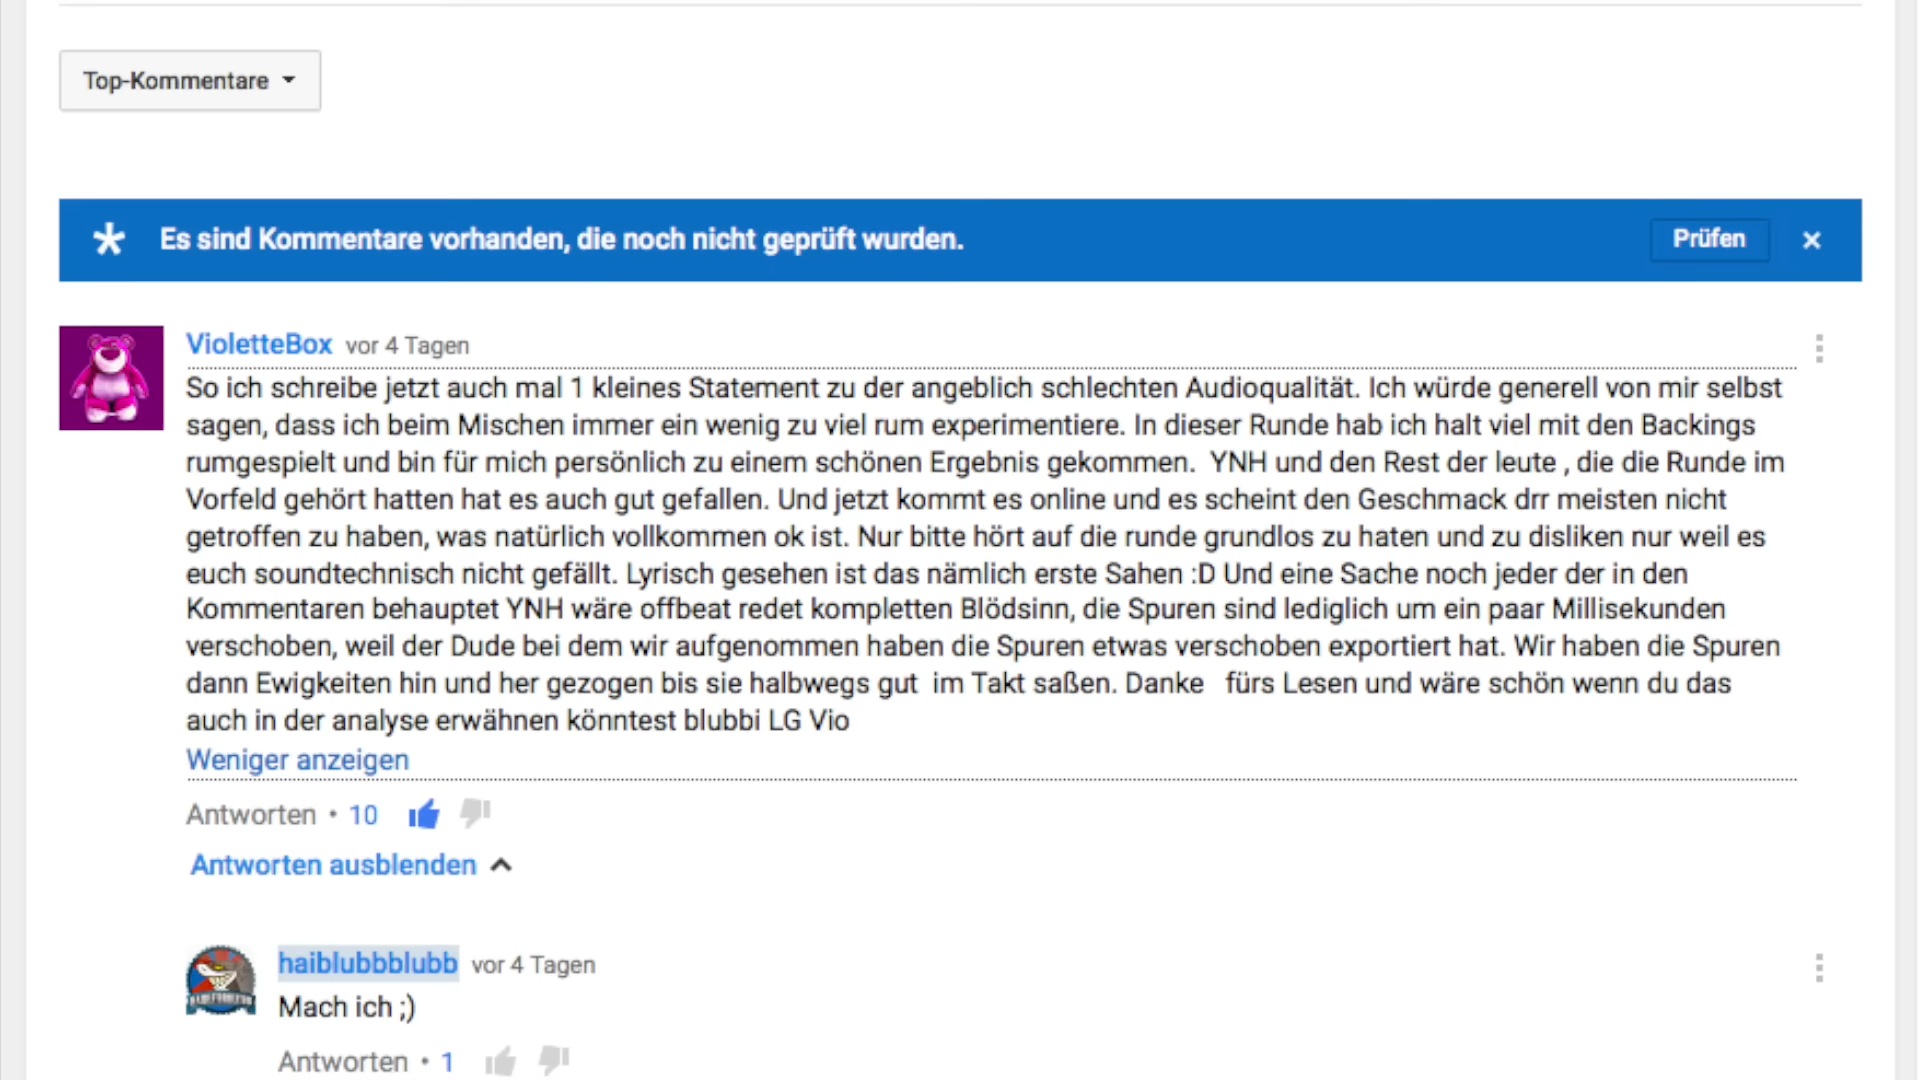 Top-Kommentare
Es sind Kommentare vorhanden, die noch nicht geprüft wurden.
Prüfen
VioletteBox vor 4 Tagen
So ich schreibe jetzt auch mal 1 kleines Statement zu der angeblich schlechten Audioqualität. Ich würde generell von mir selbst
sagen, dass ich beim Mischen immer ein wenig zu viel rum experimentiere. In dieser Runde hab ich halt viel mit den Backings
rumgespielt und bin für mich persönlich zu einem schönen Ergebnis gekommen.  YNH und den Rest der leute , die die Runde im
Vorfeld gehört hatten hat es auch gut gefallen. Und jetzt kommt es online und es scheint den Geschmack drr meisten nicht
getroffen zu haben, was natürlich vollkommen ok ist. Nur bitte hört auf die runde grundlos zu haten und zu disliken nur weil es
euch soundtechnisch nicht gefällt. Lyrisch gesehen ist das nämlich erste Sahen :D Und eine Sache noch jeder der in den
Kommentaren behauptet YNH wäre offbeat redet kompletten Blödsinn, die Spuren sind lediglich um ein paar Millisekunden
verschoben, weil der Dude bei dem wir aufgenommen haben die Spuren etwas verschoben exportiert hat. Wir haben die Spuren
dann Ewigkeiten hin und her gezogen bis sie halbwegs gut  im Takt saßen. Danke   fürs Lesen und wäre schön wenn du das
auch in der analyse erwähnen könntest blubbi LG Vio
Weniger anzeigen
Antworten • 10
Antworten ausblenden
haiblubbblubb vor 4 Tagen
Mach ich ;)
Antworten • 1